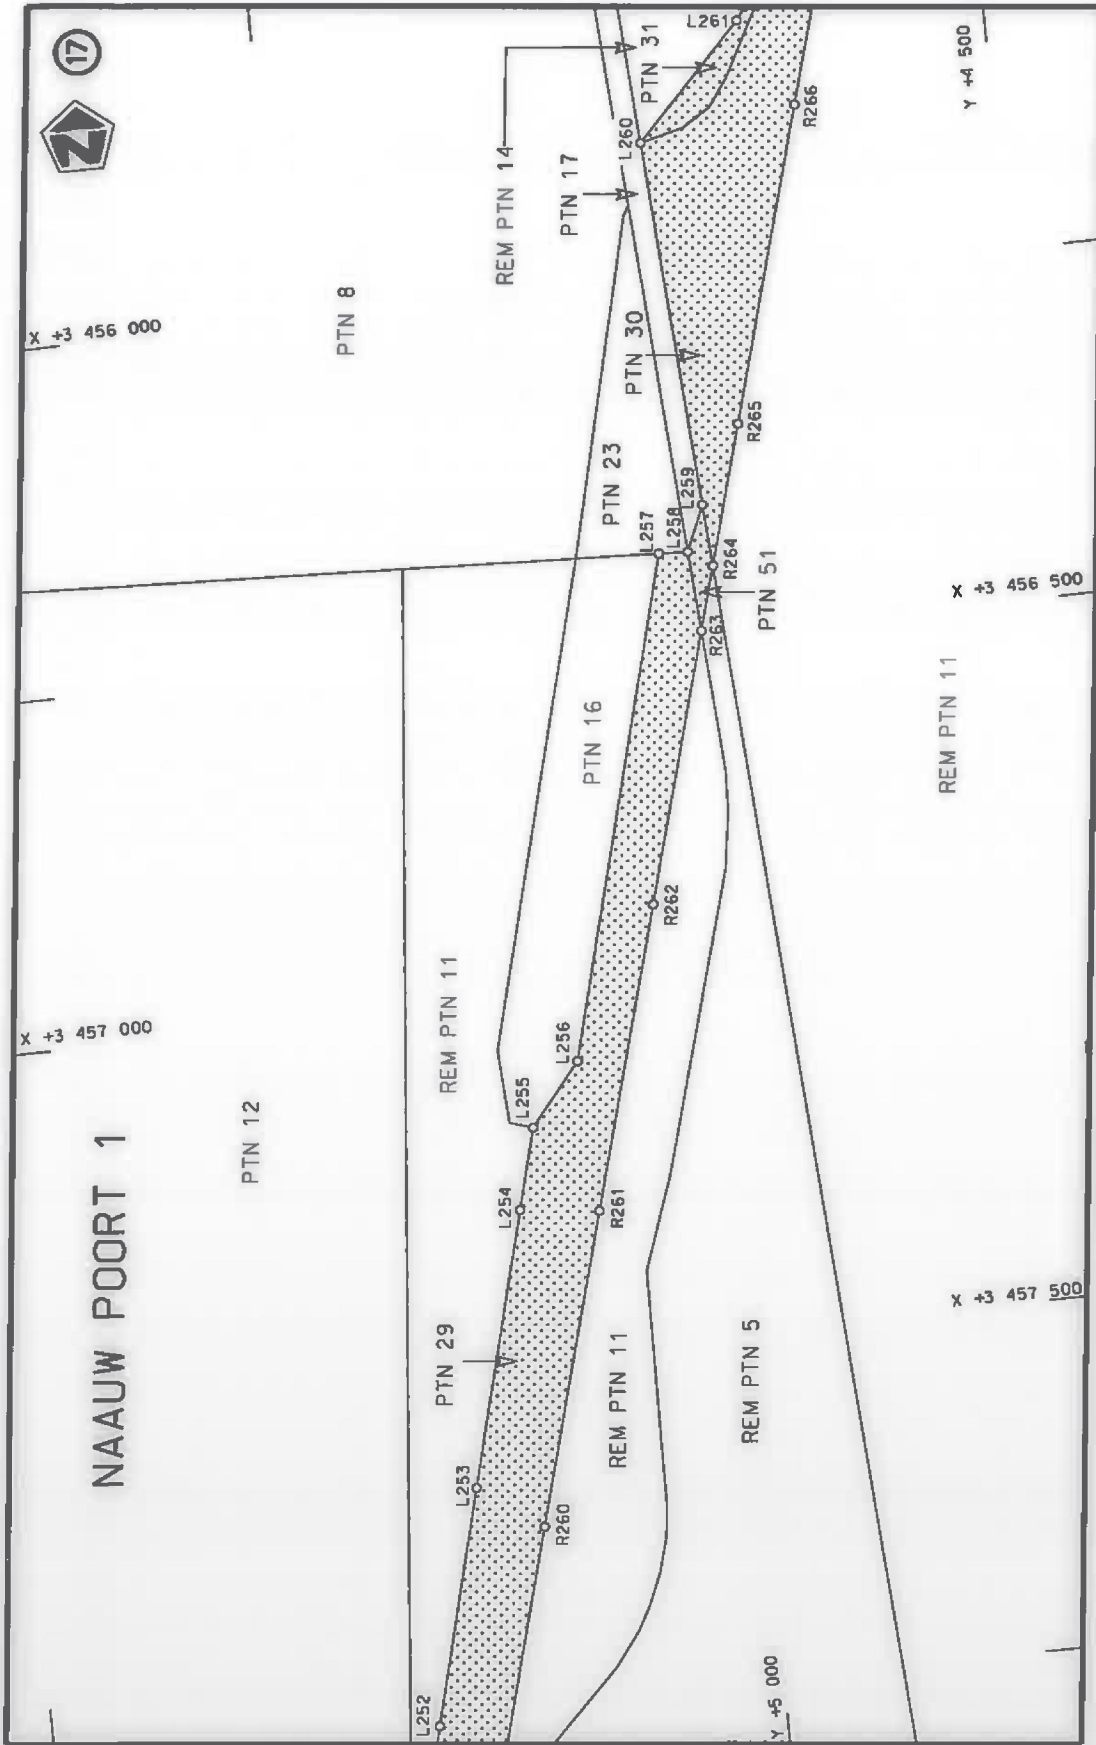 NAAUW POORT 1
17
N
X +3 457 000
X +3 456 000
PTN 12
PTN 8
REM PTN 11
REM PTN 14
PTN 17
PTN 31
PTN 23
PTN 30
PTN 16
PTN 29
L252
L253
L254
L255
L256
L257
L258
L259
L260
L261
R260
R261
R262
R263
R264
R265
R266
PTN 51
REM PTN 11
REM PTN 5
REM PTN 11
Y +5 000
X +3 457 500
X +3 456 500
Y +4 500